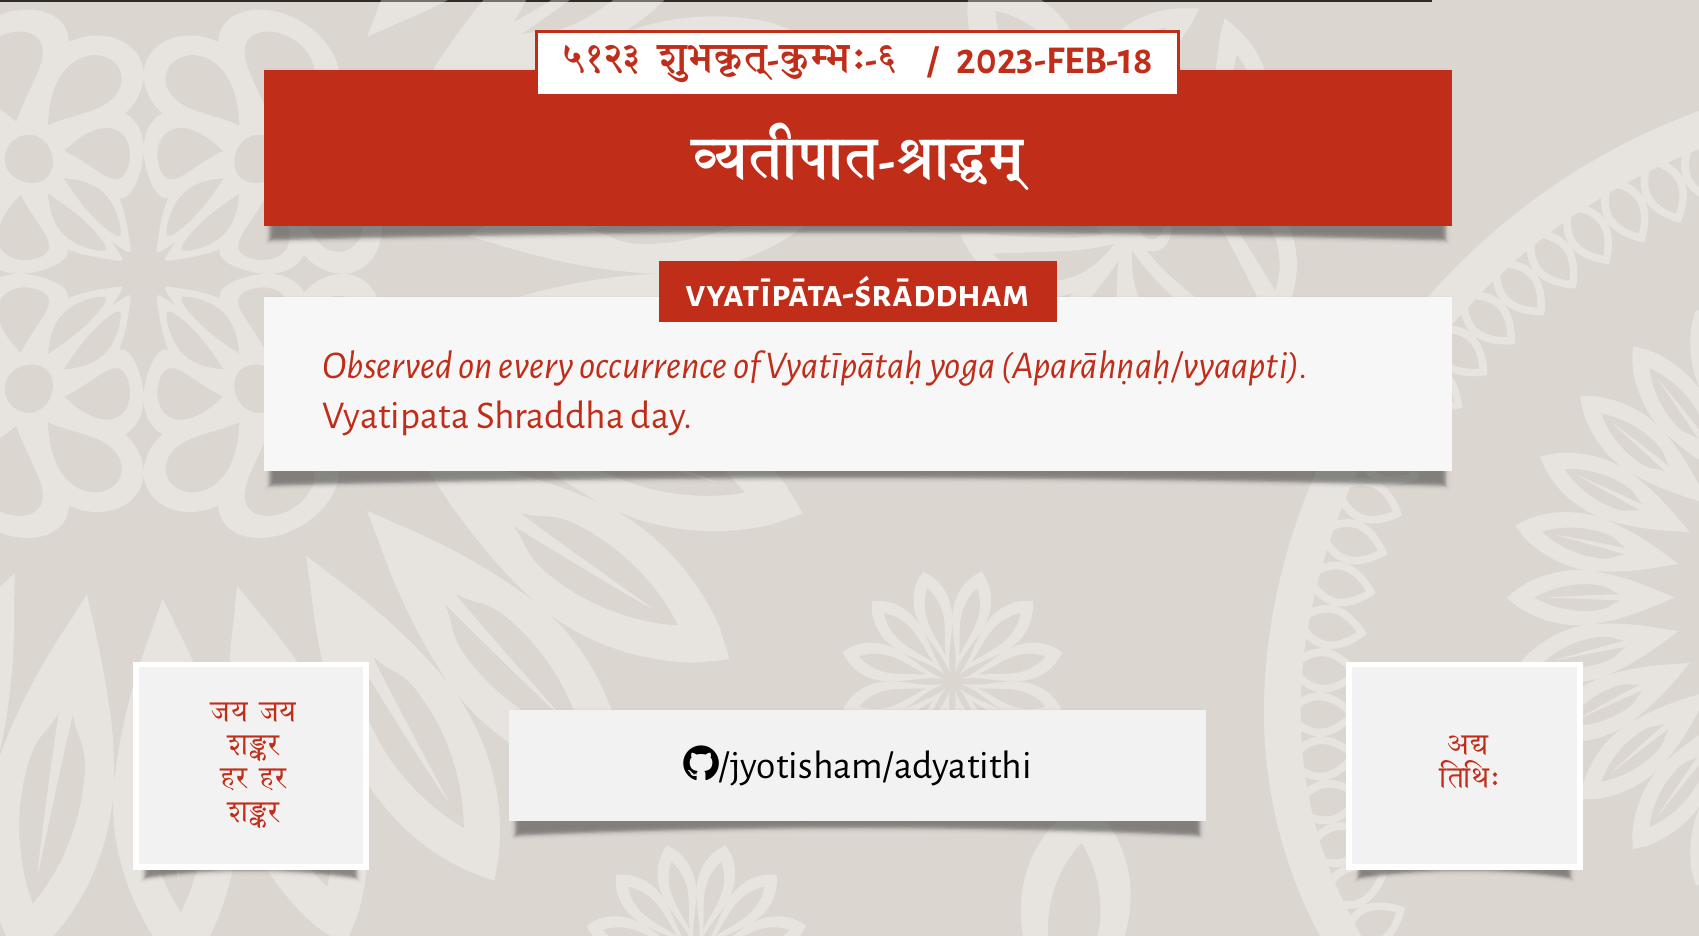 ५१२३ शुभकृत्-कुम्भः-६ / 2023-FEB-18
व्यतीपात-श्राद्धम्
VYATĪPĀTA-ŚRĀDDHAM
Observed on every occurrence of Vyatīpātaḥ yoga (Aparāhṇaḥ/vyaapti).
Vyatipata Shraddha day.
जय जय
शङ्कर
हर हर
शङ्कर
/jyotisham/adyatithi
अद्य
तिथिः